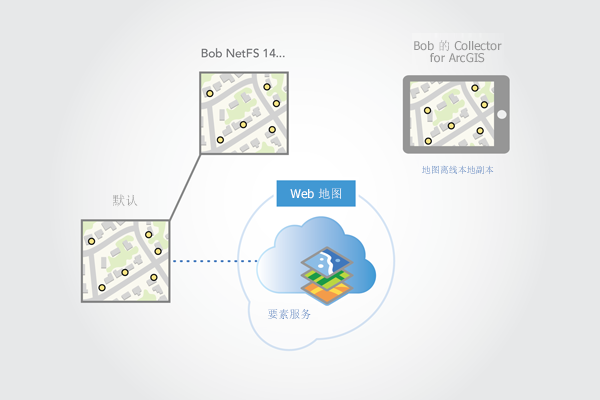 Bob NetFS 14...
Bob 的 Collector
for ArcGIS
地图离线本地副本
默认
Web 地图
要素服务